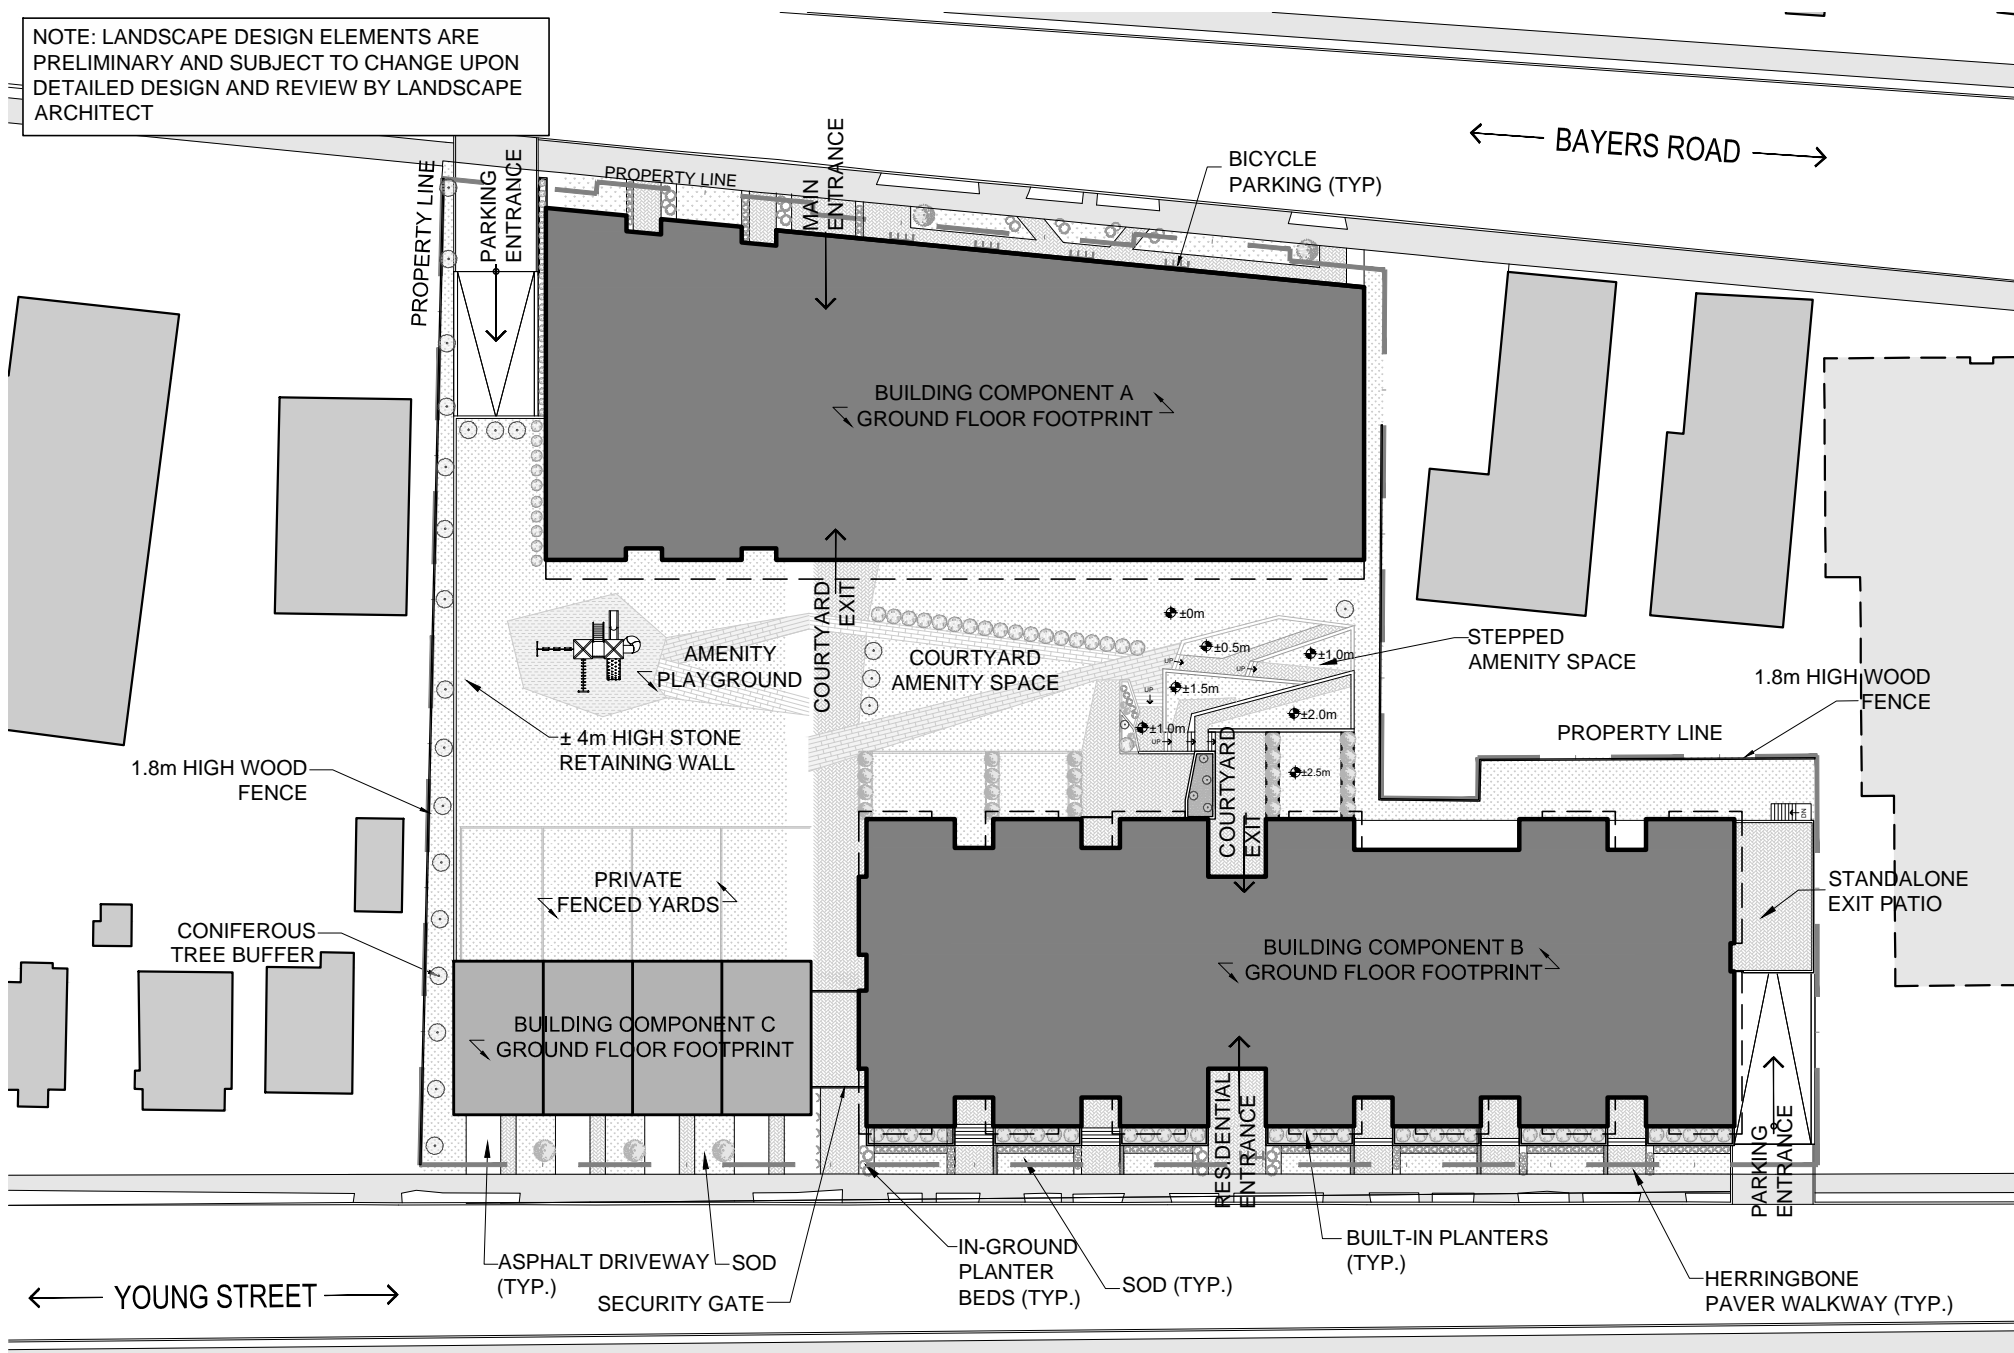 NOTE: LANDSCAPE DESIGN ELEMENTS ARE
PRELIMINARY AND SUBJECT TO CHANGE UPON
DETAILED DESIGN AND REVIEW BY LANDSCAPE
ARCHITECT
BAYERS ROAD
PROPERTY LINE
PARKING
ENTRANCE
PROPERTY LINE
MAIN
ENTRANCE
BICYCLE
PARKING (TYP)
BUILDING COMPONENT A
GROUND FLOOR FOOTPRINT
COURTYARD
EXIT
AMENITY
PLAYGROUND
COURTYARD
AMENITY SPACE
±0m
±0.5m
±1.0m
±1.5m
±2.0m
±1.0m
±2.5m
UP
UP
UP
UP
STEPPED
AMENITY SPACE
1.8m HIGH WOOD
FENCE
PROPERTY LINE
± 4m HIGH STONE
RETAINING WALL
1.8m HIGH WOOD
FENCE
COURTYARD
EXIT
DN
PRIVATE
FENCED YARDS
STANDALONE
EXIT PATIO
CONIFEROUS
TREE BUFFER
BUILDING COMPONENT B
GROUND FLOOR FOOTPRINT
BUILDING COMPONENT C
GROUND FLOOR FOOTPRINT
RESIDENTIAL
ENTRANCE
PARKING
ENTRANCE
ASPHALT DRIVEWAY
(TYP.)
SOD
SECURITY GATE
IN-GROUND
PLANTER
BEDS (TYP.)
SOD (TYP.)
BUILT-IN PLANTERS
(TYP.)
HERRINGBONE
PAVER WALKWAY (TYP.)
YOUNG STREET